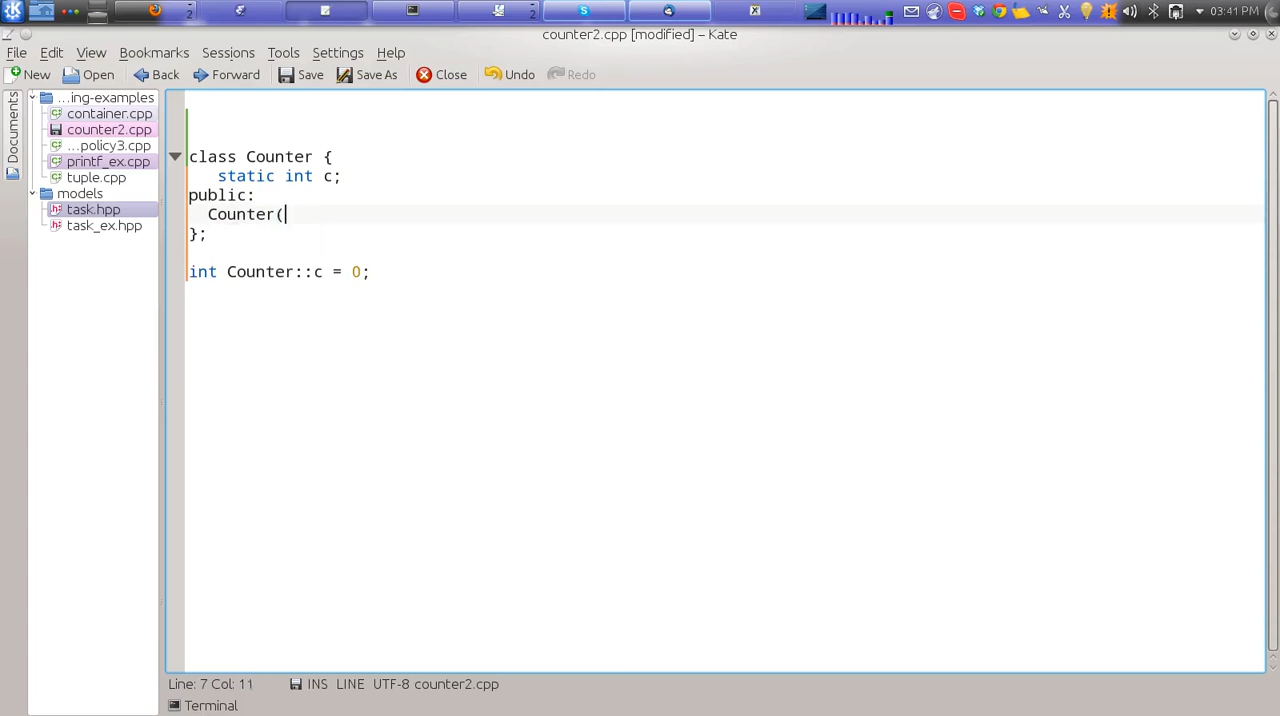 2
2
03:41 PM
counter2.cpp [modified] – Kate
File Edit View Bookmarks Sessions Tools Settings Help
New Open Back Forward Save Save As Close Undo Redo
Documents
...ing-examples
container.cpp
counter2.cpp
...policy3.cpp
printf_ex.cpp
tuple.cpp
models
task.hpp
task_ex.hpp
class Counter {
static int c;
public:
Counter(
};
int Counter::c = 0;
Line: 7 Col: 11 INS LINE UTF-8 counter2.cpp
Terminal